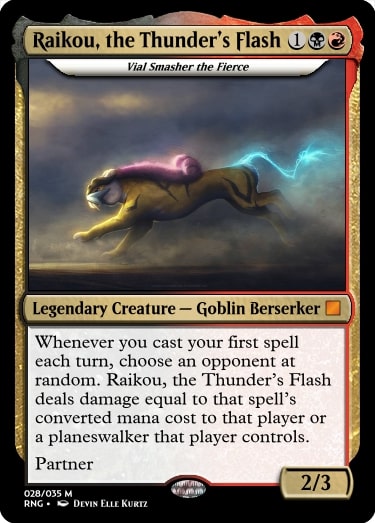 Raikou, the Thunder's Flash 1
Vial Smasher the Fierce
Legendary Creature — Goblin Berserker
Whenever you cast your first spell
each turn, choose an opponent at
random. Raikou, the Thunder's Flash
deals damage equal to that spell's
converted mana cost to that player or
a planeswalker that player controls.
Partner
2/3
028/035 M
RNG • Devin Elle Kurtz